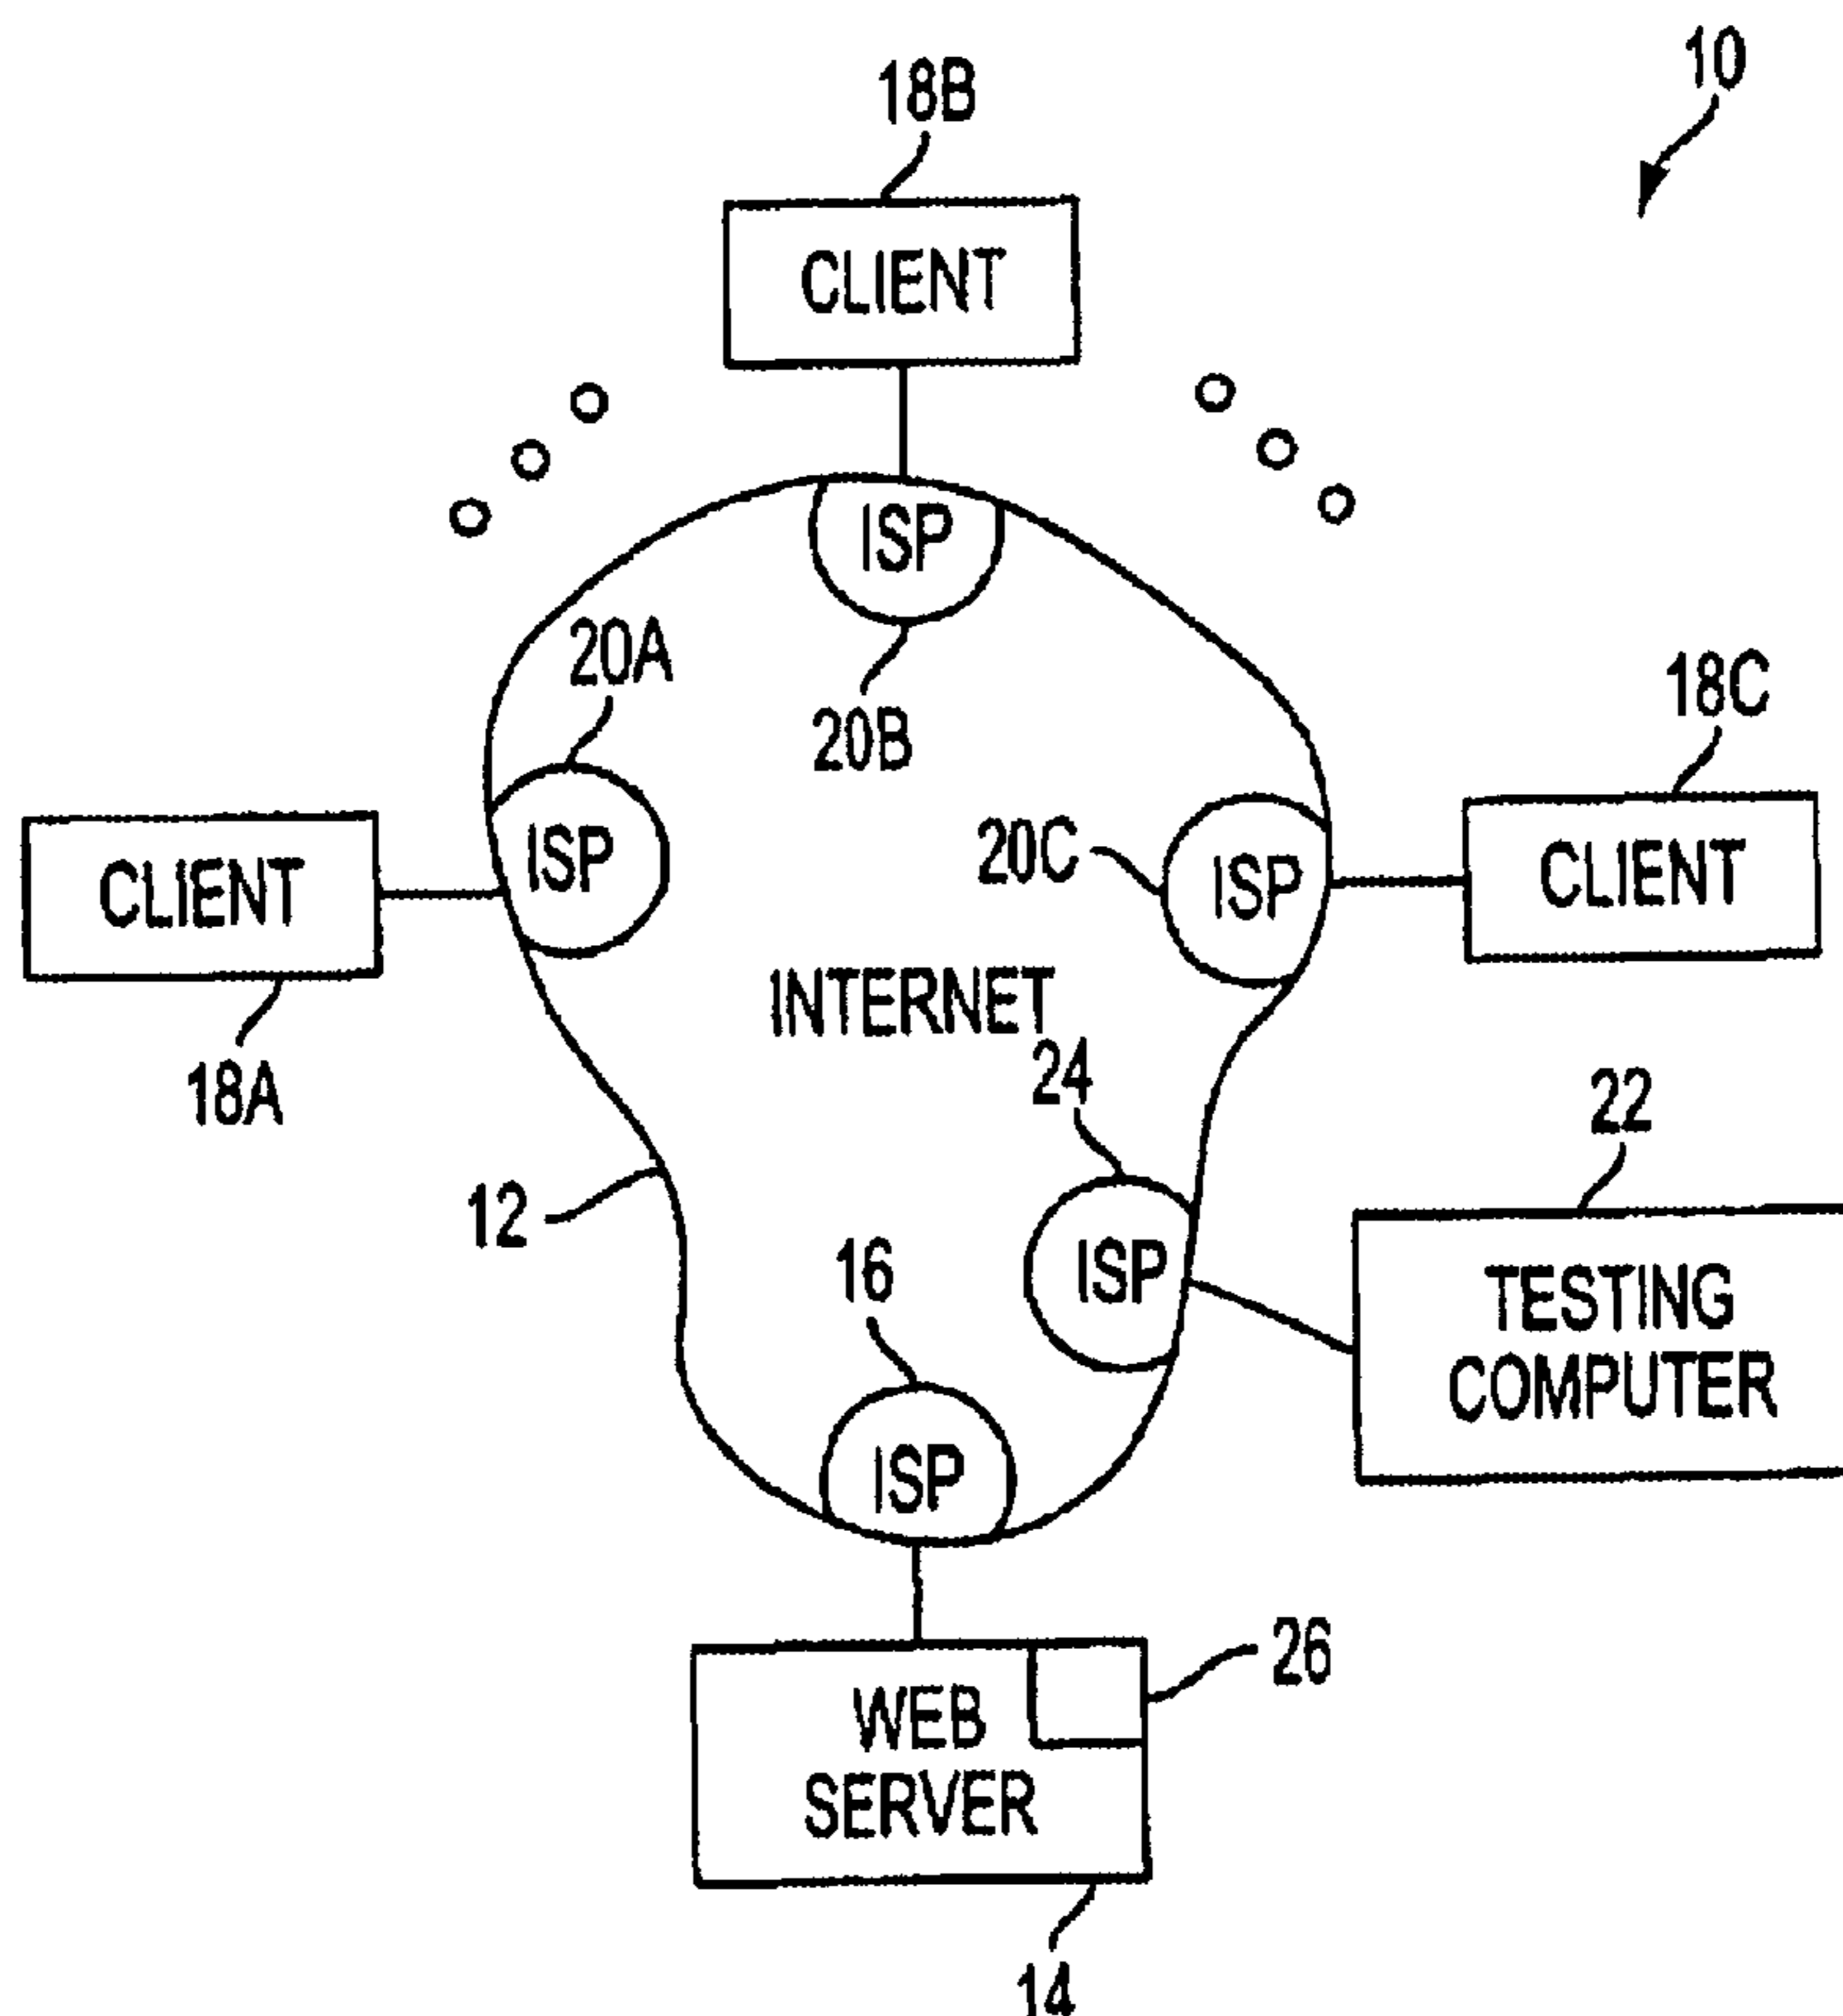 10
18B
CLIENT
ISP
20A
20B
18C
CLIENT
ISP
20C
ISP
CLIENT
INTERNET
18A
24
22
12
16
ISP
TESTING
COMPUTER
ISP
WEB
SERVER
26
14